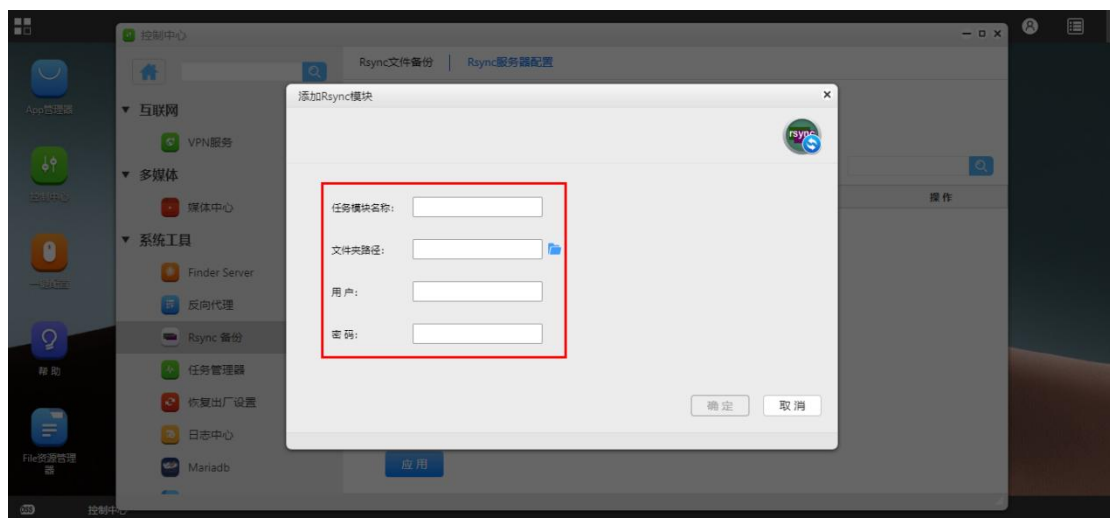 控制中心
Rsync文件备份
Rsync服务器配置
App管理器
互联网
添加Rsync模块
VPN服务
rsync
多媒体
控制中心
媒体中心
任务模块名称:
操作
系统工具
文件夹路径:
Finder Server
用户:
反向代理
密码:
Rsync 备份
帮助
任务管理器
恢复出厂设置
确定
取消
日志中心
File资源管理
器
Mariadb
应用
控制中心